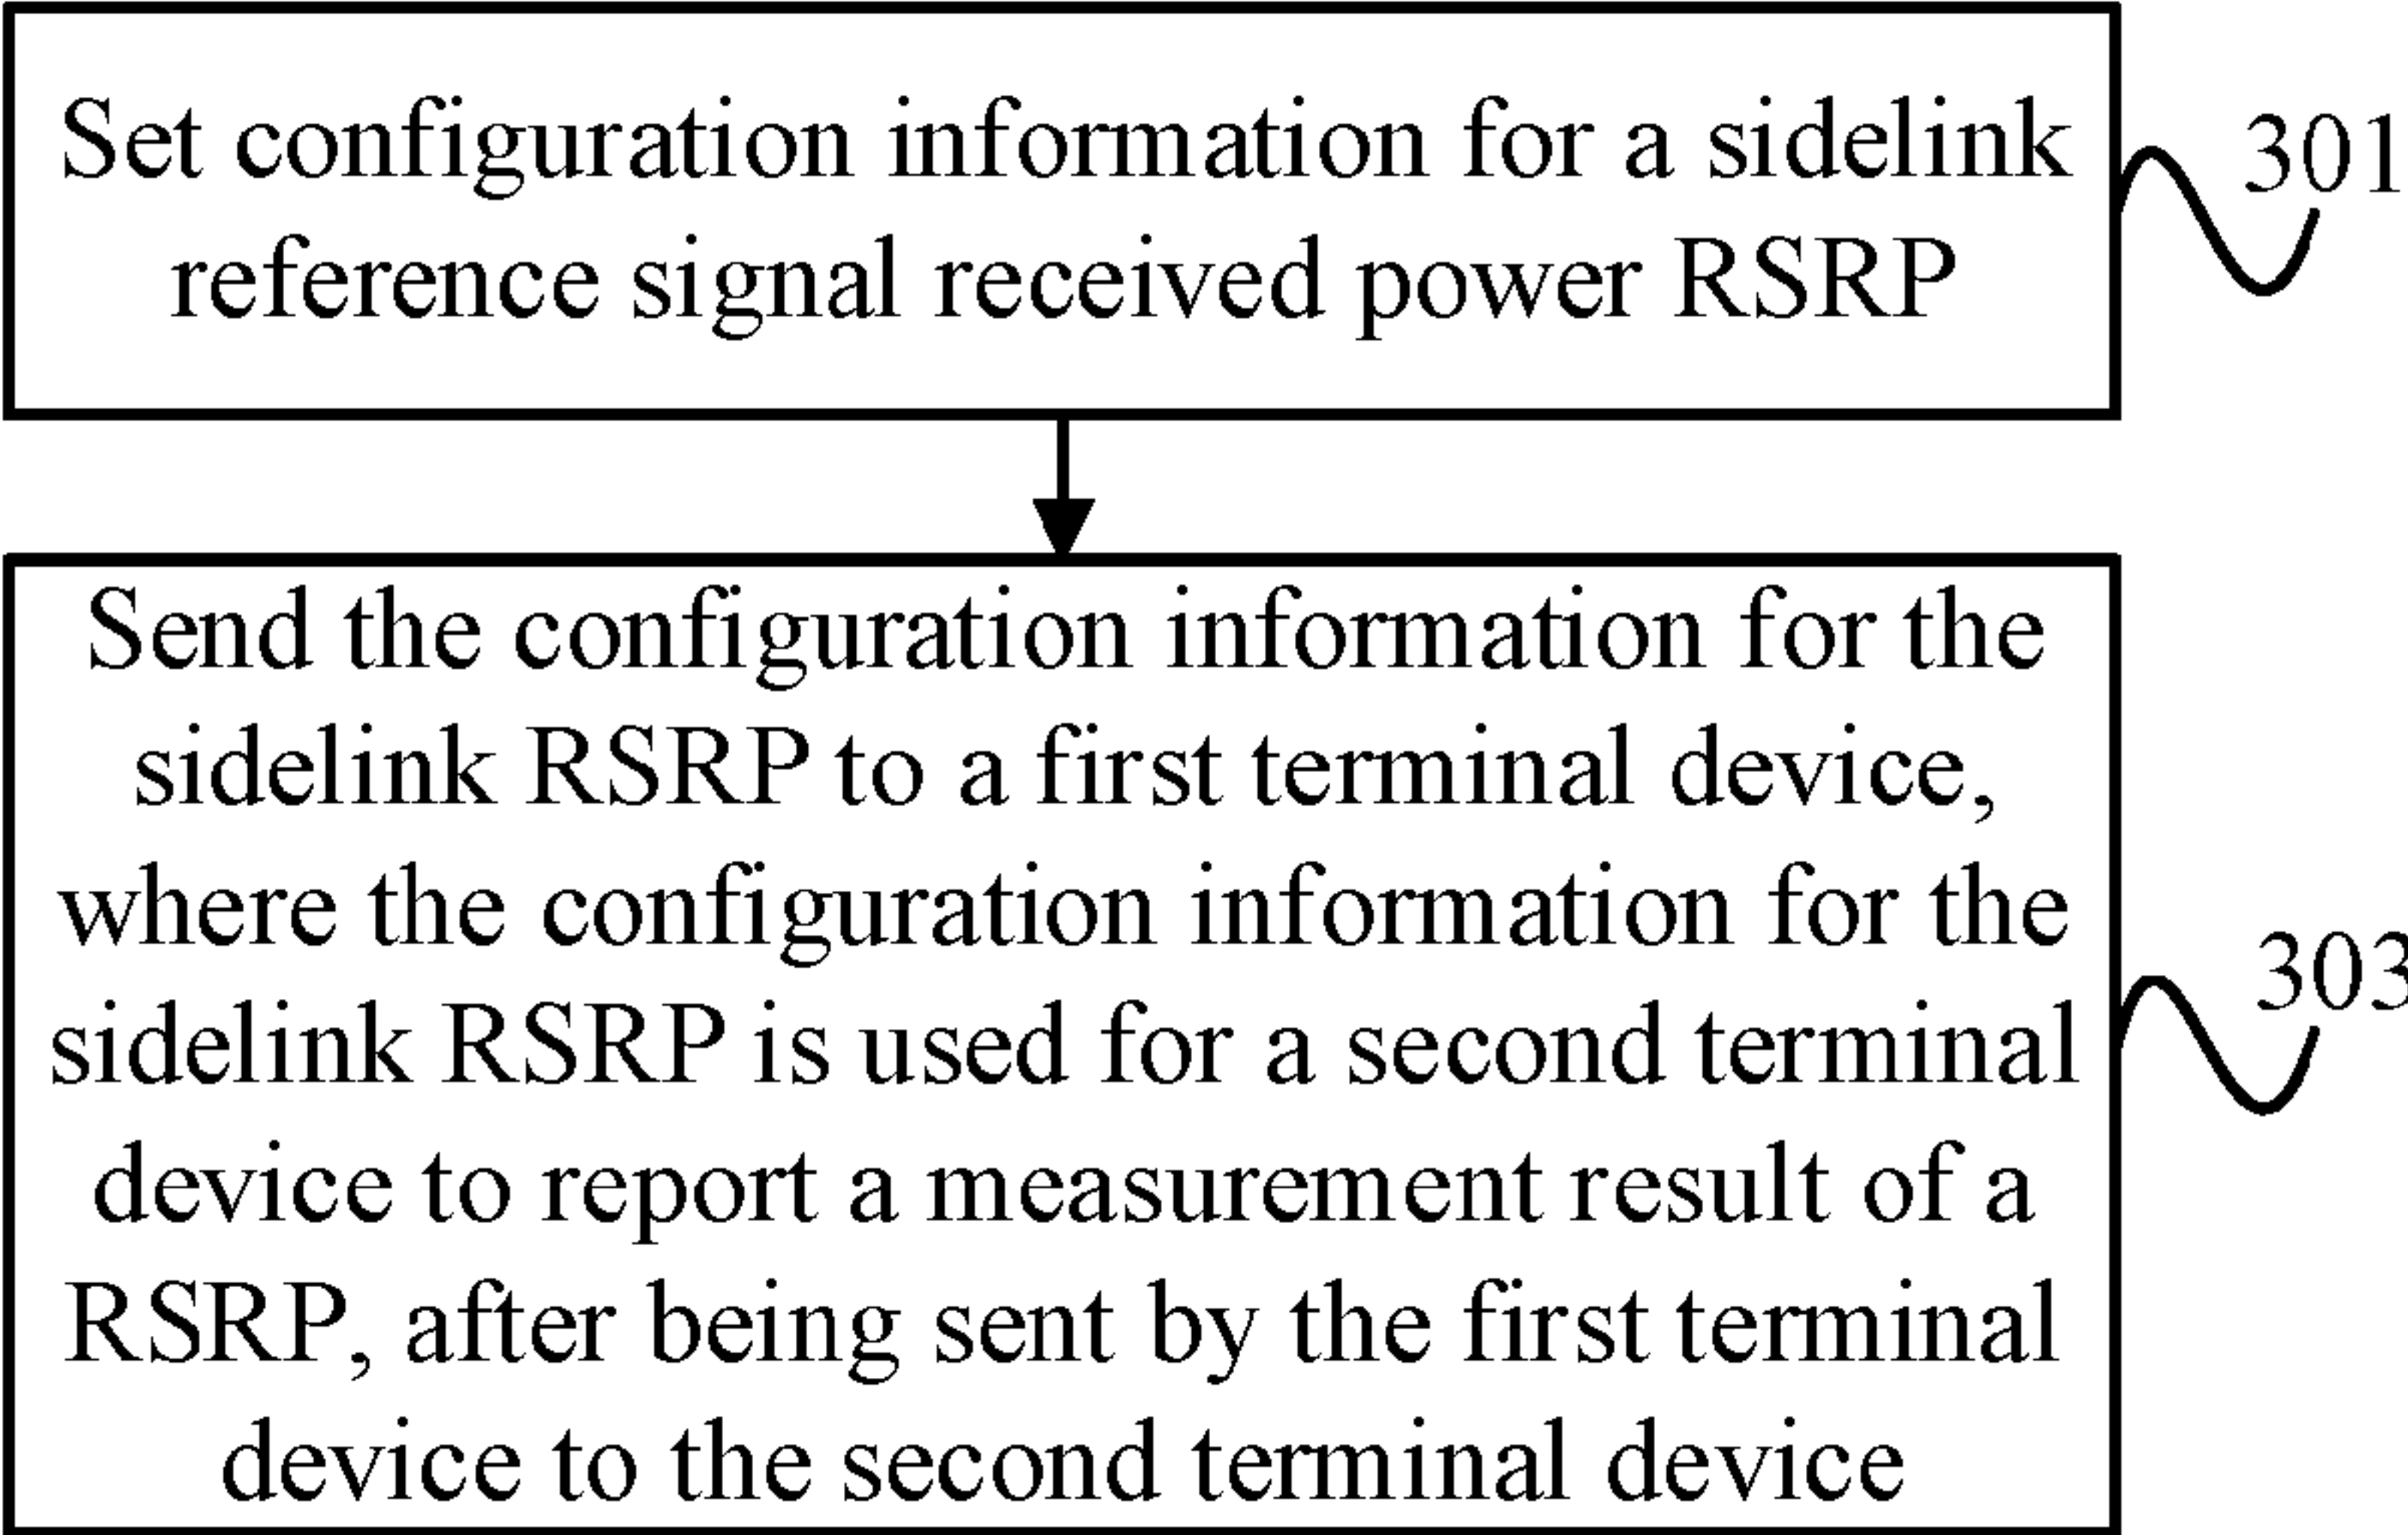 Set configuration information for a sidelink
reference signal received power RSRP
301
Send the configuration information for the
sidelink RSRP to a first terminal device,
where the configuration information for the
sidelink RSRP is used for a second terminal
device to report a measurement result of a
RSRP, after being sent by the first terminal
device to the second terminal device
303